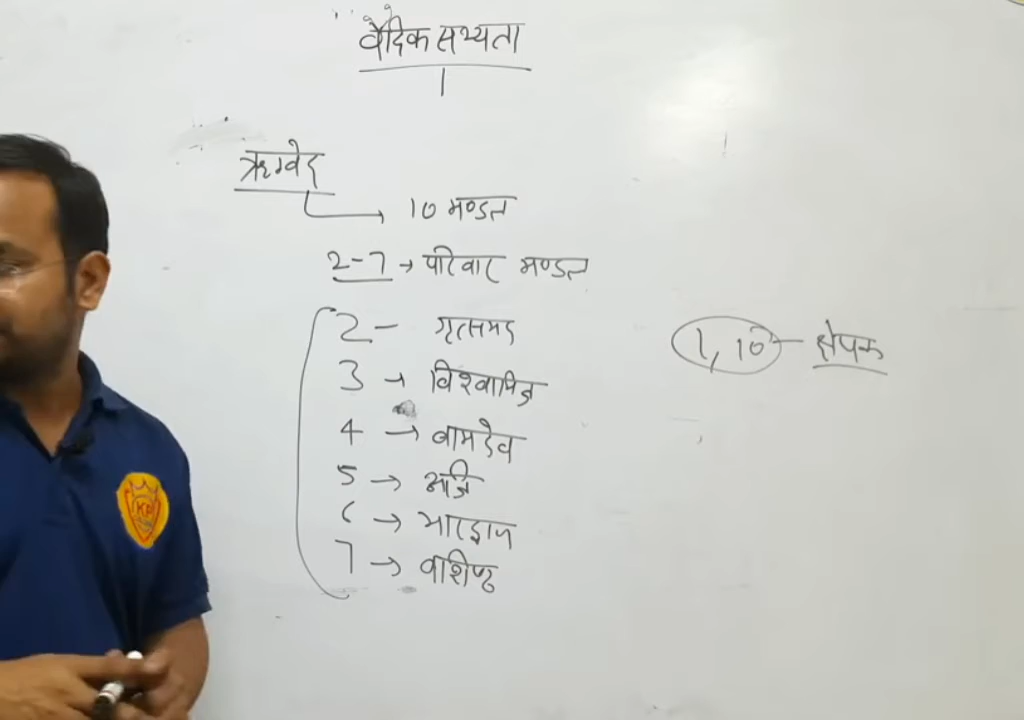 वैदिक सभ्यता
ऋग्वेद
10 मण्डल
2-7 → परिवार मण्डल
2 - गृत्समद
1, 10 - क्षेपक
3 → विश्वामित्र
4 → वामदेव
5 → अत्रि
6 → भारद्वाज
7 → वाशिष्ठ
KD